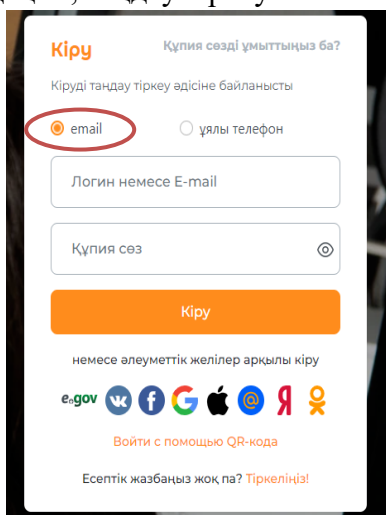 Кіру
Құпия сөзді ұмыттыңыз ба?
Кіруді таңдау тіркеу әдісіне байланысты
email
ұялы телефон
Логин немесе E-mail
Құпия сөз
Кіру
немесе әлеуметтік желілер арқылы кіру
egov
Войти с помощью QR-кода
Есептік жазбаңыз жоқ па? Тіркеліңіз!